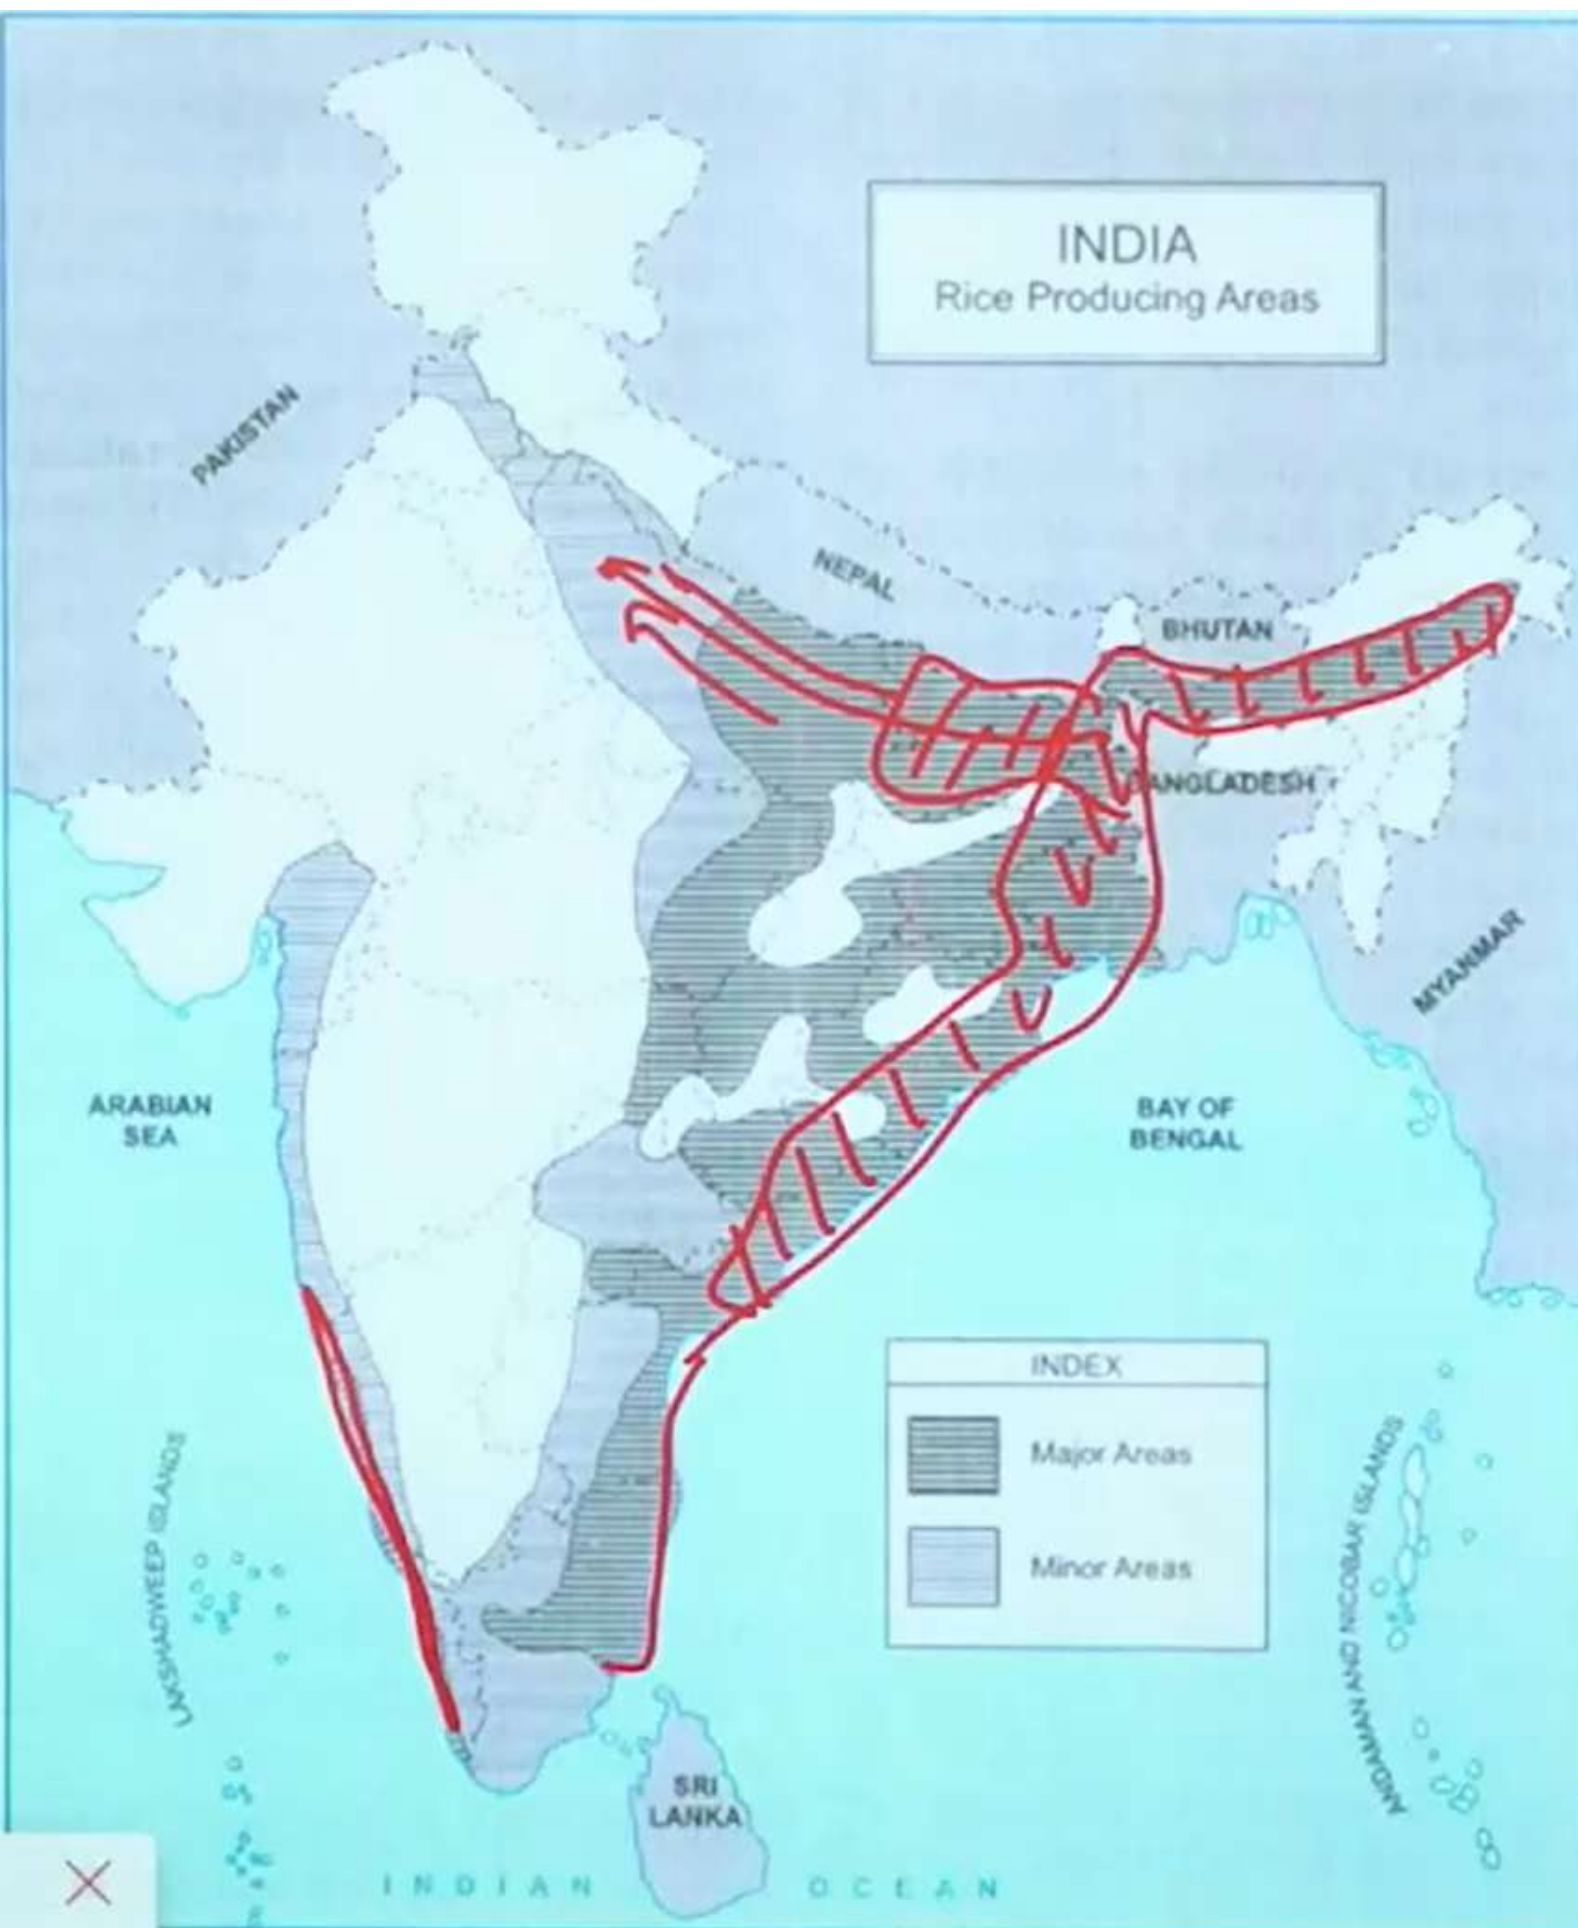 INDIA
Rice Producing Areas
PAKISTAN
NEPAL
BHUTAN
BANGLADESH
MYANMAR
ARABIAN
SEA
BAY OF
BENGAL
INDEX
Major Areas
Minor Areas
LAKSHADWEEP ISLANDS
ANDAMAN AND NICOBAR ISLANDS
SRI
LANKA
INDIAN OCEAN